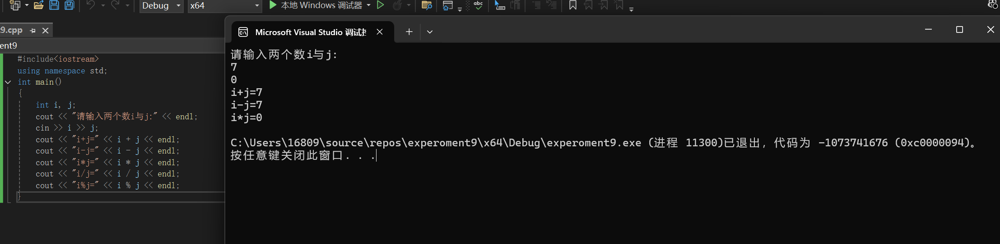 Debug x64 本地 Windows 调试器 abc
9.cpp
ent9
#include<iostream>
using namespace std;
int main()
{
int i, j;
cout << "请输入两个数i与j:" << endl;
cin >> i >> j;
cout << "i+j=" << i + j << endl;
cout << "i-j=" << i - j << endl;
cout << "i*j=" << i * j << endl;
cout << "i/j=" << i / j << endl;
cout << "i%j=" << i % j << endl;
}
Microsoft Visual Studio 调试
请输入两个数i与j:
7
0
i+j=7
i-j=7
i*j=0
C:\Users\16809\source\repos\experoment9\x64\Debug\experoment9.exe (进程 11300)已退出，代码为 -1073741676 (0xc0000094)。
按任意键关闭此窗口. . .